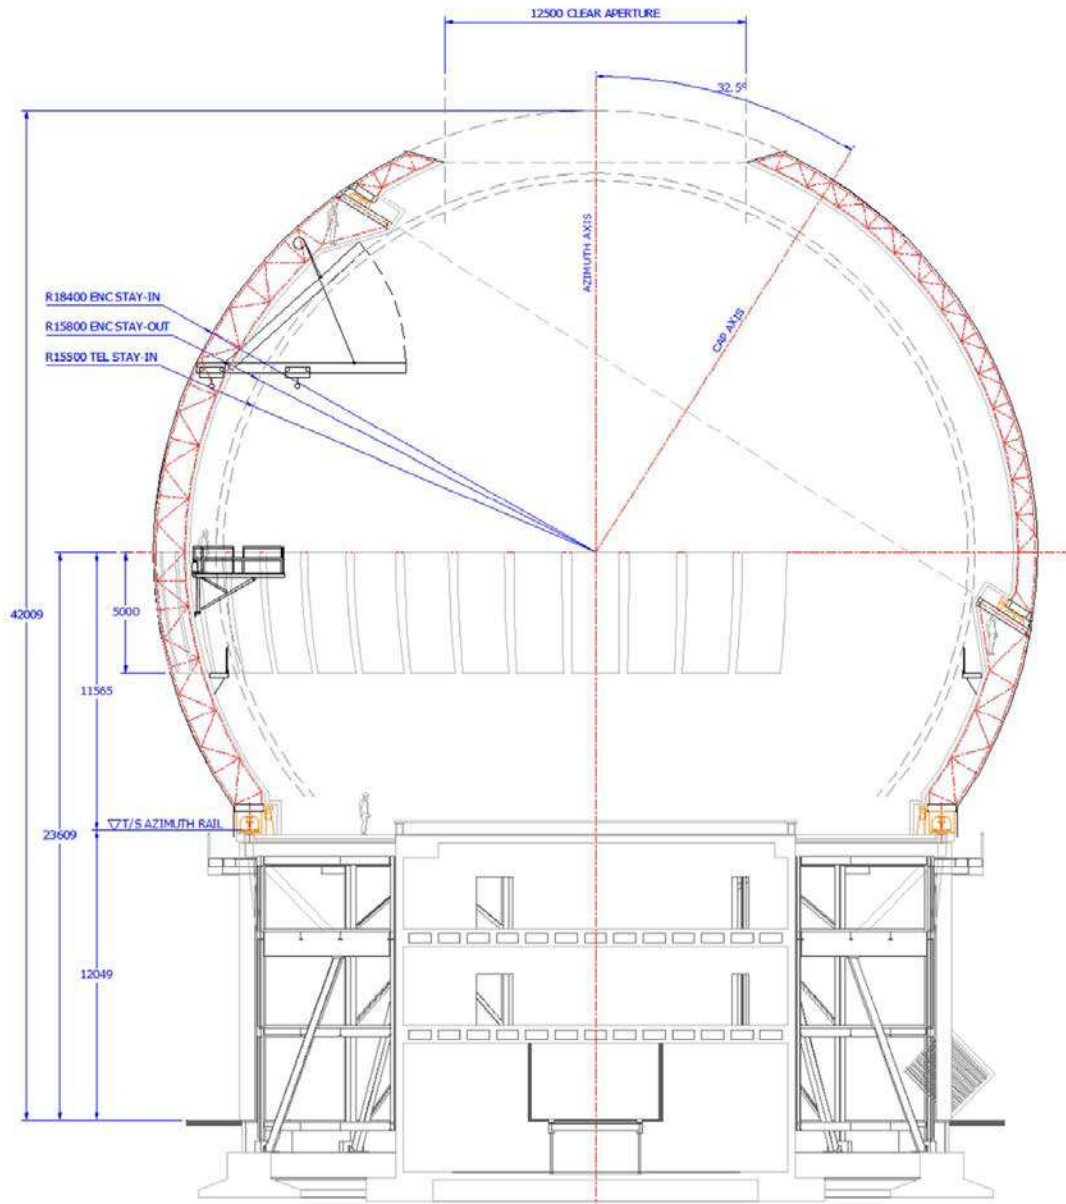 12500 CLEAR APERTURE
32.5°
AZIMUTH AXIS
CAP AXIS
R18400 ENC STAY-IN
R15800 ENC STAY-OUT
R15500 TEL STAY-IN
42009
5000
11565
T/S AZIMUTH RAIL
23609
12049